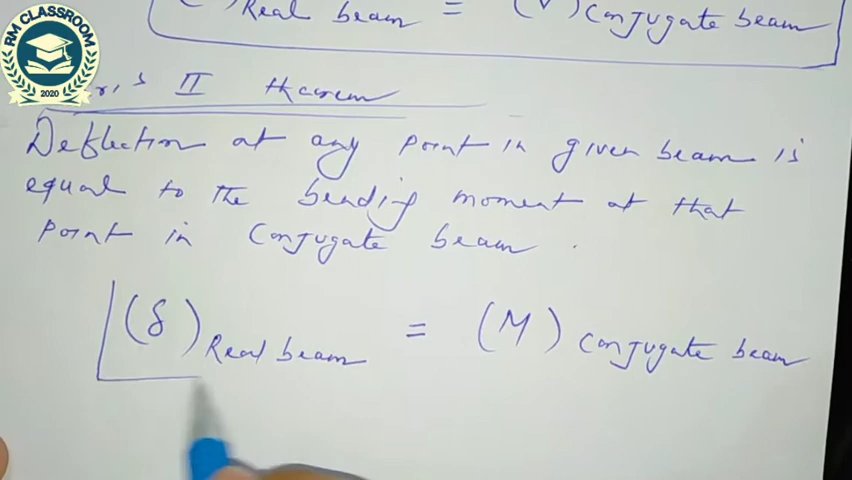 ( )Real beam = (V)Conjugate beam
RM CLASSROOM
2020
r's II theorem
Deflection at any point in given beam is
equal to the bending moment at that
point in Conjugate beam.
(δ)Real beam = (M) Conjugate beam